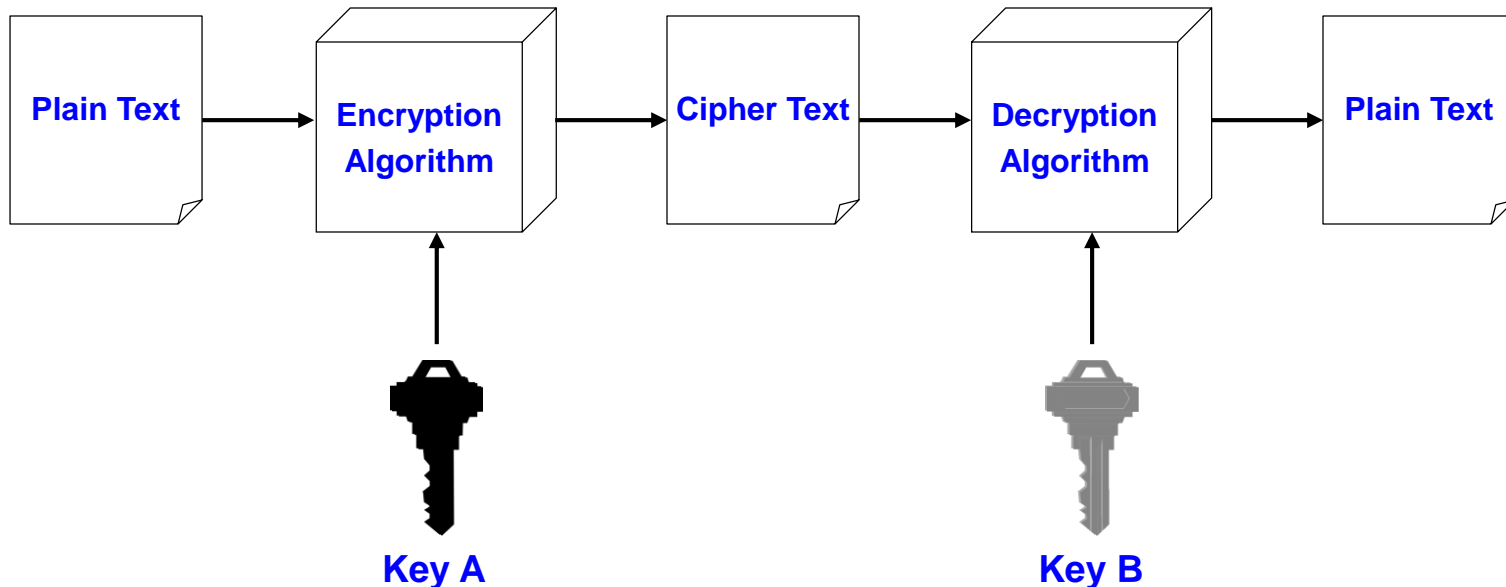 Plain Text
Encryption
Algorithm
Cipher Text
Decryption
Algorithm
Plain Text
Key A
Key B